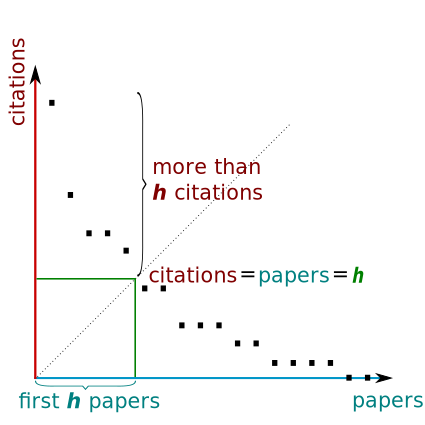 citations
more than
h citations
citations=papers=h
first h papers
papers